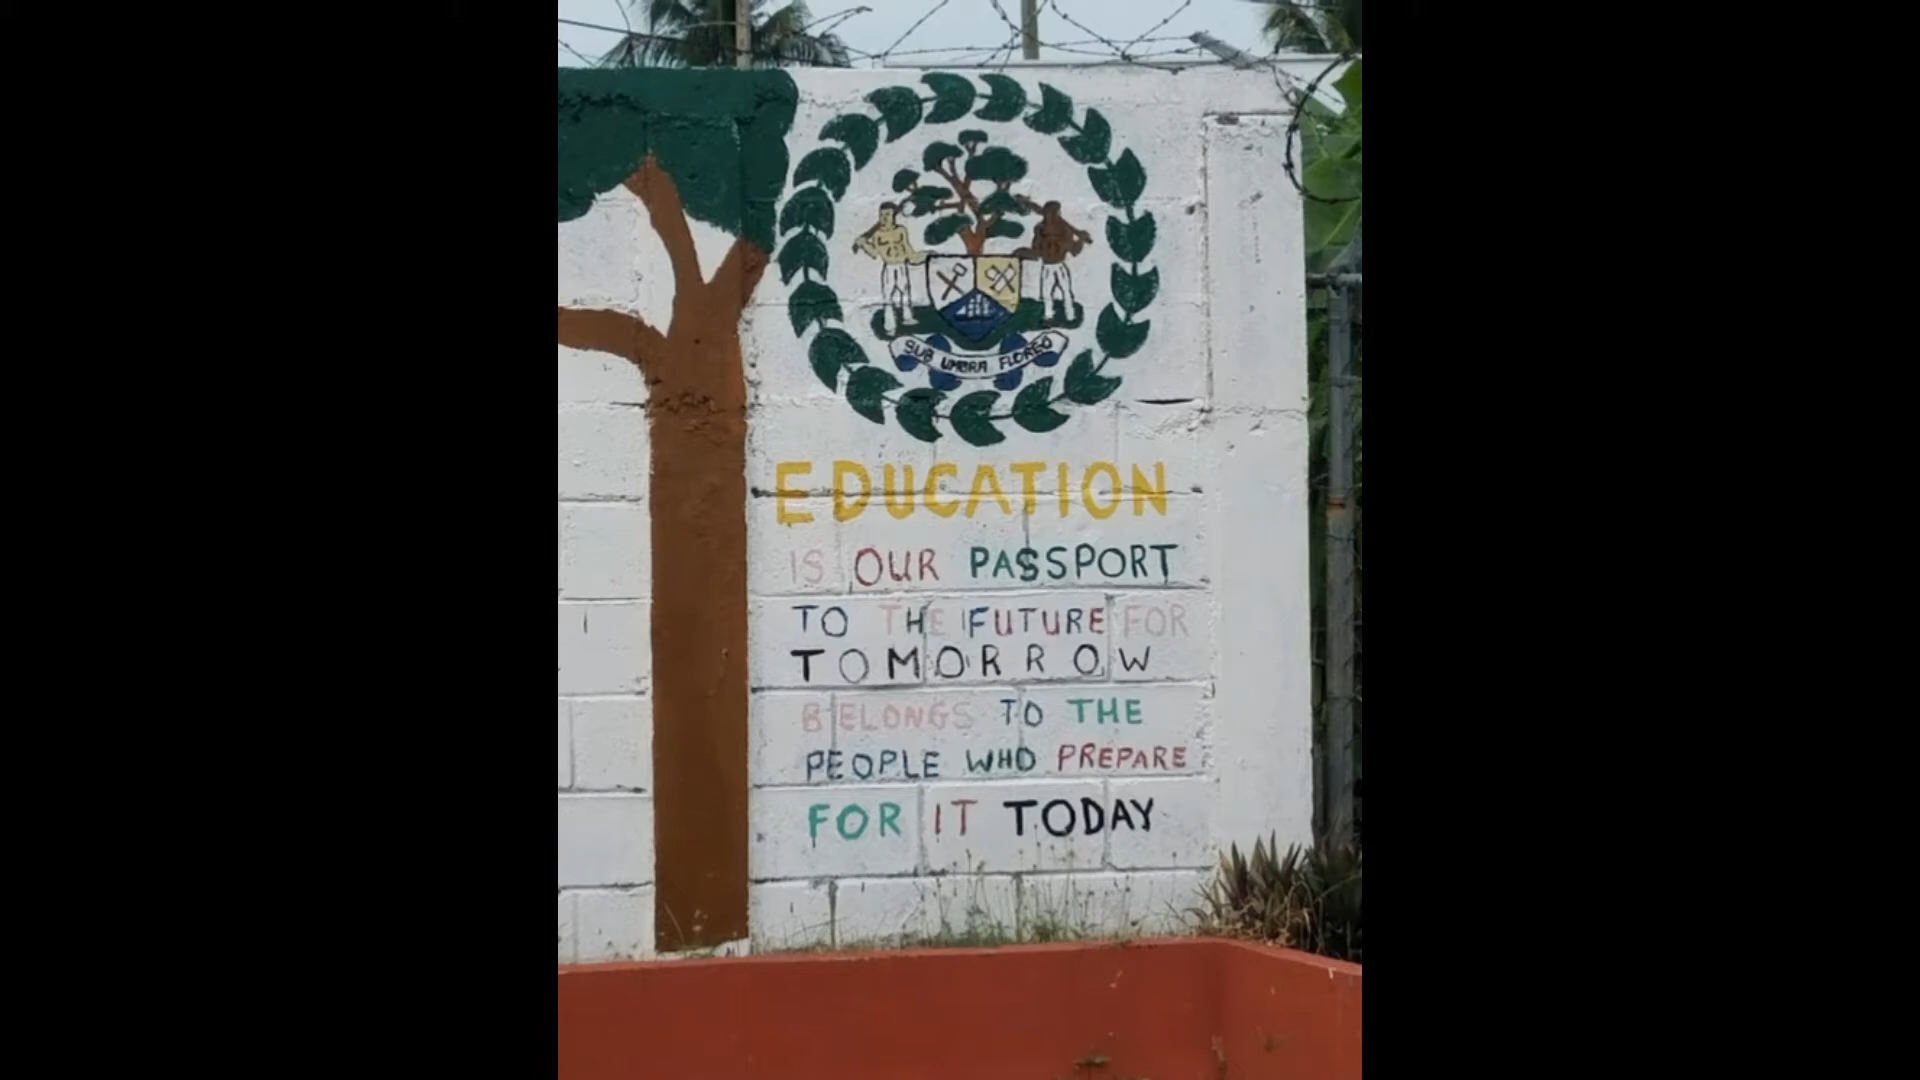 SUB UMBRA FLOREO
EDUCATION
IS OUR PASSPORT
TO THE FUTURE FOR
TOMORROW
BELONGS TO THE
PEOPLE WHO PREPARE
FOR IT TODAY